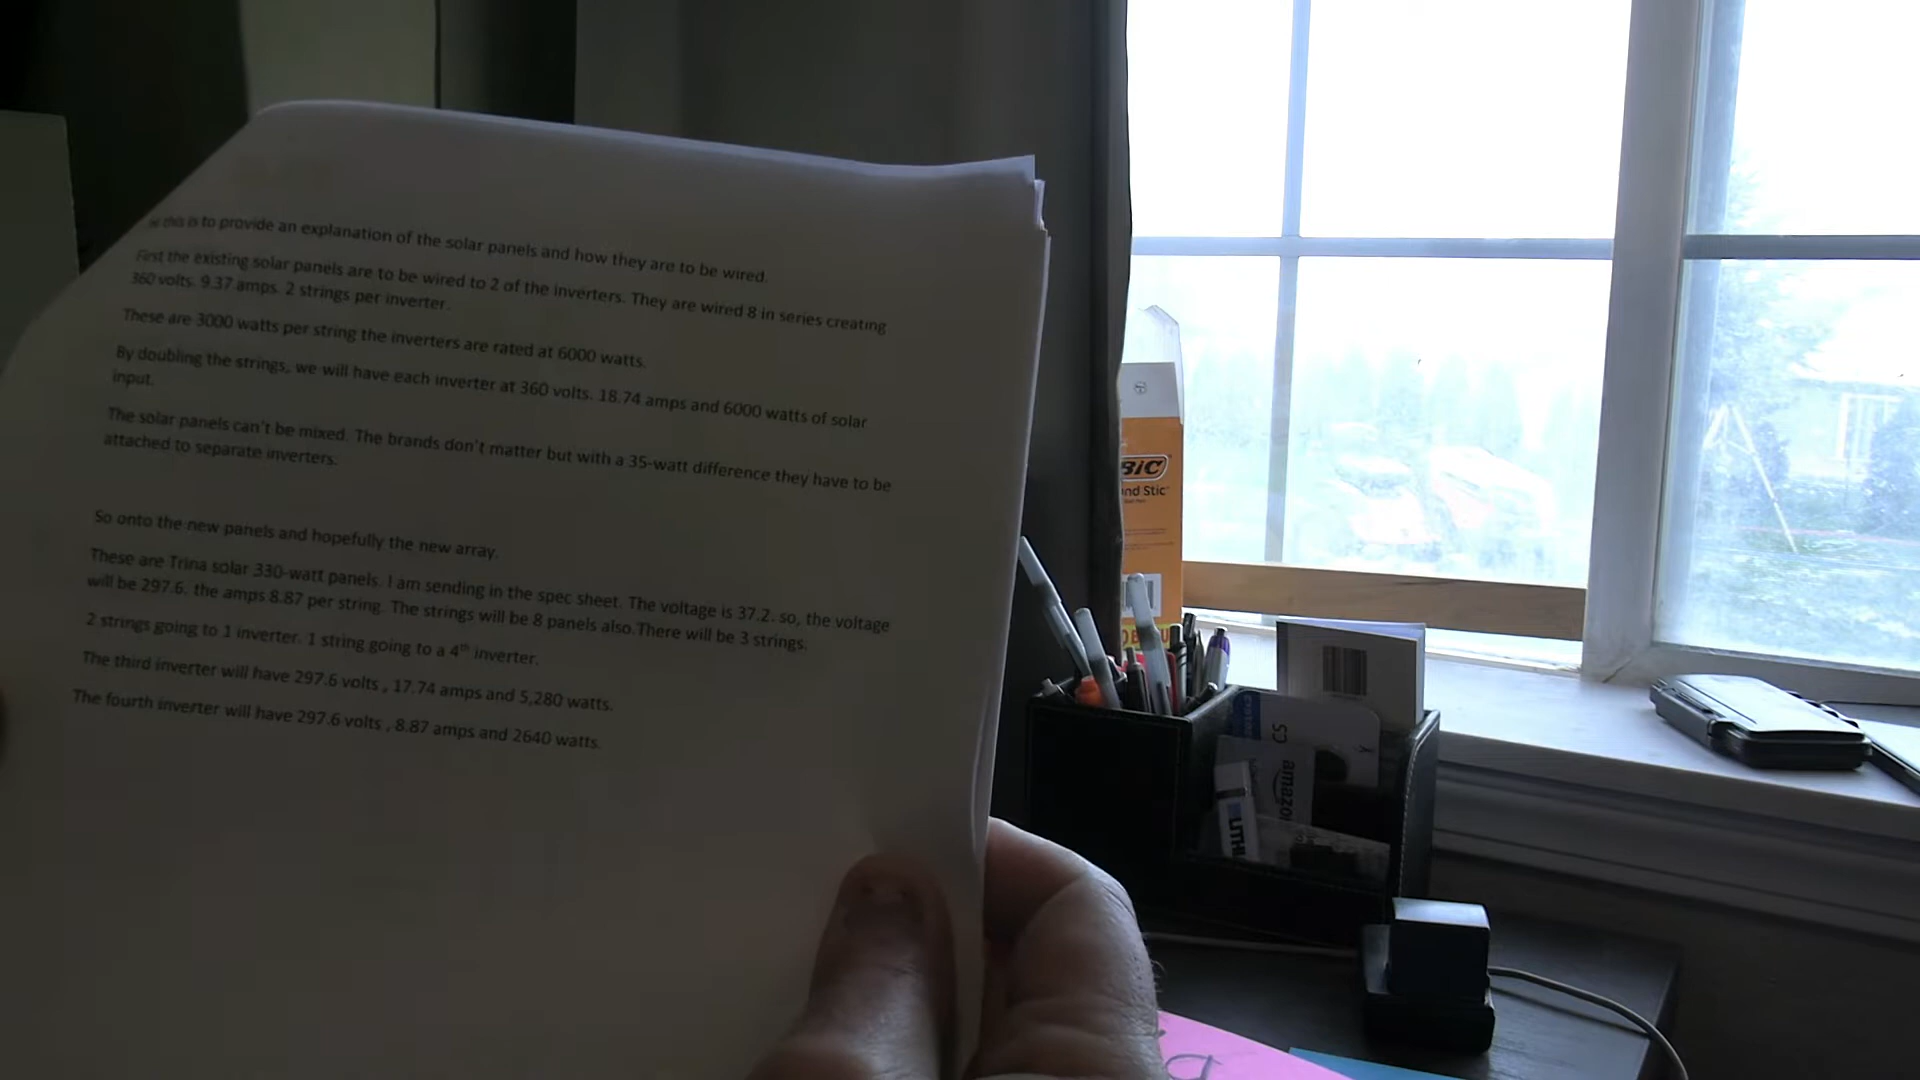 this is to provide an explanation of the solar panels and how they are to be wired.
First the existing solar panels are to be wired to 2 of the inverters. They are wired 8 in series creating
360 volts. 9.37 amps. 2 strings per inverter.
These are 3000 watts per string the inverters are rated at 6000 watts.
By doubling the strings, we will have each inverter at 360 volts. 18.74 amps and 6000 watts of solar
input.
The solar panels can't be mixed. The brands don't matter but with a 35-watt difference they have to be
attached to separate inverters.
So onto the new panels and hopefully the new array.
These are Trina solar 330-watt panels. I am sending in the spec sheet. The voltage is 37.2. so, the voltage
will be 297.6. the amps 8.87 per string. The strings will be 8 panels also.There will be 3 strings.
2 strings going to 1 inverter. 1 string going to a 4th inverter.
The third inverter will have 297.6 volts , 17.74 amps and 5,280 watts.
The fourth inverter will have 297.6 volts , 8.87 amps and 2640 watts.
BiC
nd Stic
CS
amazo